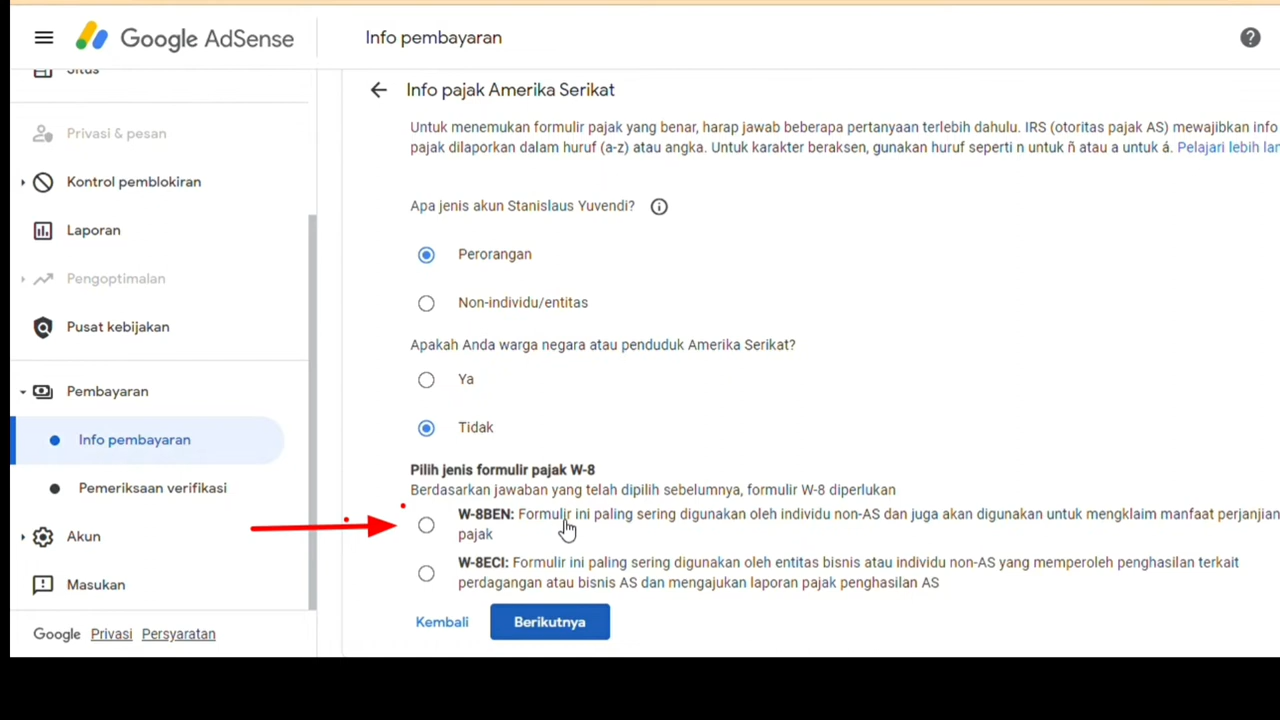 Google AdSense
Info pembayaran
Situs
Privasi & pesan
Kontrol pemblokiran
Laporan
Pengoptimalan
Pusat kebijakan
Pembayaran
Info pembayaran
Pemeriksaan verifikasi
Akun
Masukan
Google Privasi Persyaratan
Info pajak Amerika Serikat
Untuk menemukan formulir pajak yang benar, harap jawab beberapa pertanyaan terlebih dahulu. IRS (otoritas pajak AS) mewajibkan info
pajak dilaporkan dalam huruf (a-z) atau angka. Untuk karakter beraksen, gunakan huruf seperti n untuk ñ atau a untuk á. Pelajari lebih lan
Apa jenis akun Stanislaus Yuvendi?
Perorangan
Non-individu/entitas
Apakah Anda warga negara atau penduduk Amerika Serikat?
Ya
Tidak
Pilih jenis formulir pajak W-8
Berdasarkan jawaban yang telah dipilih sebelumnya, formulir W-8 diperlukan
W-8BEN: Formulir ini paling sering digunakan oleh individu non-AS dan juga akan digunakan untuk mengklaim manfaat perjanjian
pajak
W-8ECI: Formulir ini paling sering digunakan oleh entitas bisnis atau individu non-AS yang memperoleh penghasilan terkait
perdagangan atau bisnis AS dan mengajukan laporan pajak penghasilan AS
Kembali Berikutnya